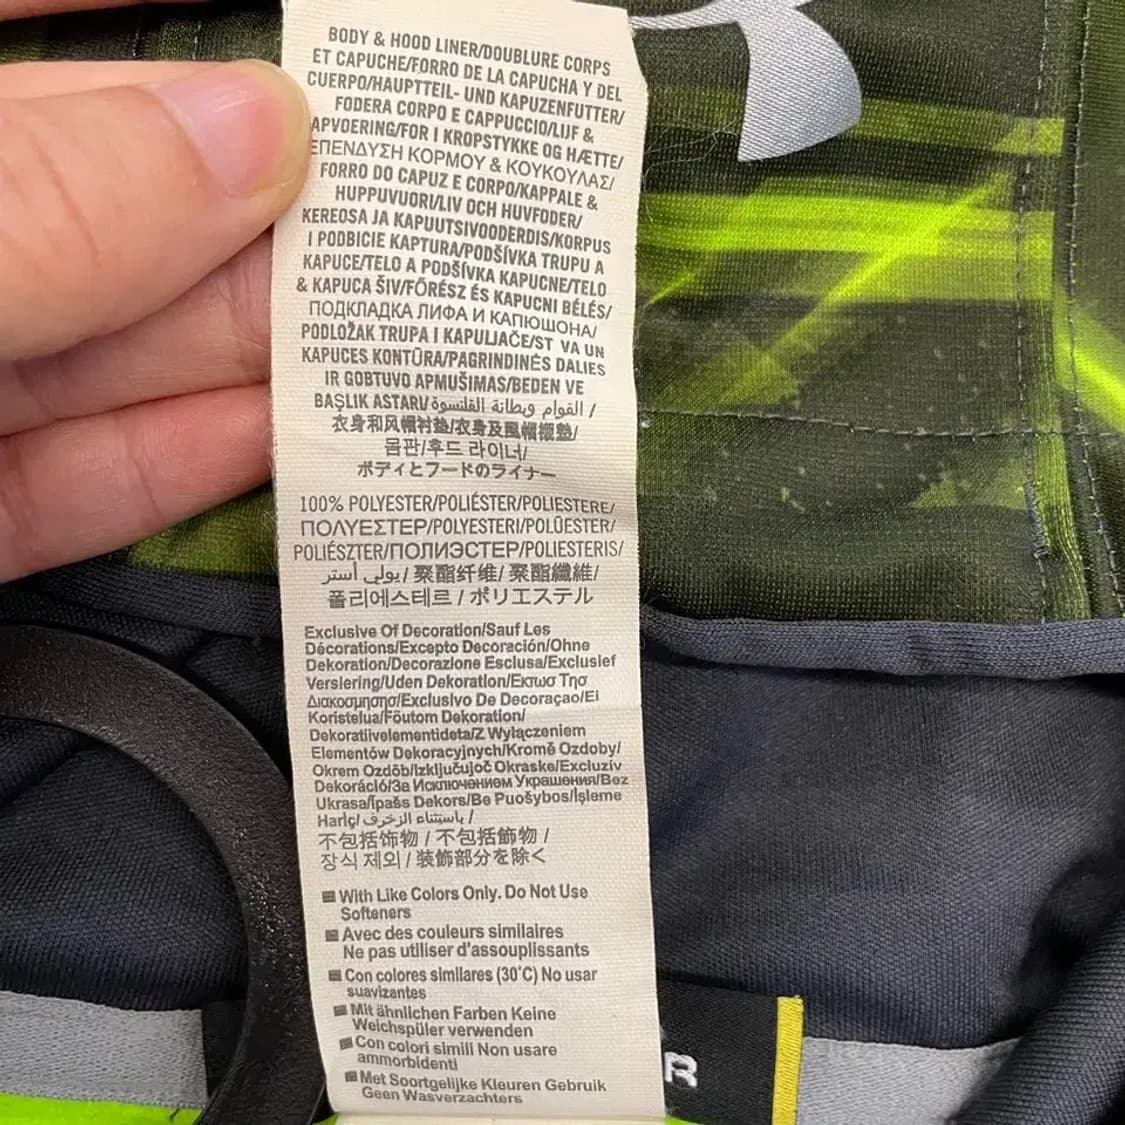 BODY & HOOD LINER/DOUBLURE CORPS
ET CAPUCHE/FORRO DE LA CAPUCHA Y DEL
CUERPO/HAUPTTEIL- UND KAPUZENFUTTER/
FODERA CORPO E CAPPUCCIO/LIJF &
APVOERING/FOR I KROPSTYKKE OG HÆTTE/
ΕΠΕΝΔΥΣΗ ΚΟΡΜΟΥ & ΚΟΥΚΟΥΛΑΣ/
FORRO DO CAPUZ E CORPO/KAPPALE &
HUPPUVUORI/LIV OCH HUVFODER/
KEREOSA JA KAPUUTSIVOODERDIS/KORPUS
I PODBICIE KAPTURA/PODŠÍVKA TRUPU A
KAPUCE/TELO A PODŠÍVKA KAPUCNE/TELO
& KAPUCA ŠIV/FŐRÉSZ ÉS KAPUCNI BÉLÉS/
ПОДКЛАДКА ЛИФА И КАПЮШОНА/
PODLOŽAK TRUPA I KAPULJAČE/ST VA UN
KAPUCES KONTŪRA/PAGRINDINĖS DALIES
IR GOBTUVO APMUŠIMAS/BEDEN VE
BAŞLIK ASTARI/القوام وبطانة القلنسوة /
衣身和风帽衬垫/衣身及風帽襯墊/
몸판/후드 라이너/
ボディとフードのライナー
100% POLYESTER/POLIÉSTER/POLIESTERE/
ΠΟΛΥΕΣΤΕΡ/POLYESTERI/POLÜESTER/
POLIÉSZTER/ПОЛИЭСТЕР/POLIESTERIS/
يولي أستر/ 聚酯纤维/ 聚酯纖維/
폴리에스테르 / ポリエステル
Exclusive Of Decoration/Sauf Les
Décorations/Excepto Decoración/Ohne
Dekoration/Decorazione Esclusa/Exclusief
Versiering/Uden Dekoration/Εκτωσ Τησ
Διακοσμησησ/Exclusivo De Decoraçao/Ei
Koristelua/Föutom Dekoration/
Dekoratiivelementideta/Z Wyłączeniem
Elementów Dekoracyjnych/Kromě Ozdoby/
Okrem Ozdôb/Izključujoč Okraske/Excluzív
Dekoráció/За Исключением Украшения/Bez
Ukrasa/Īpašs Dekors/Be Puošybos/Işleme
Hariç/ باستثناء الزخرف /
不包括饰物 / 不包括飾物 /
장식 제외 / 装飾部分を除く
With Like Colors Only. Do Not Use
Softeners
Avec des couleurs similaires
Ne pas utiliser d'assouplissants
Con colores similares (30°C) No usar
suavizantes
Mit ähnlichen Farben Keine
Weichspüler verwenden
Con colori simili Non usare
ammorbidenti
Met Soortgelijke Kleuren Gebruik
Geen Wasverzachters
R